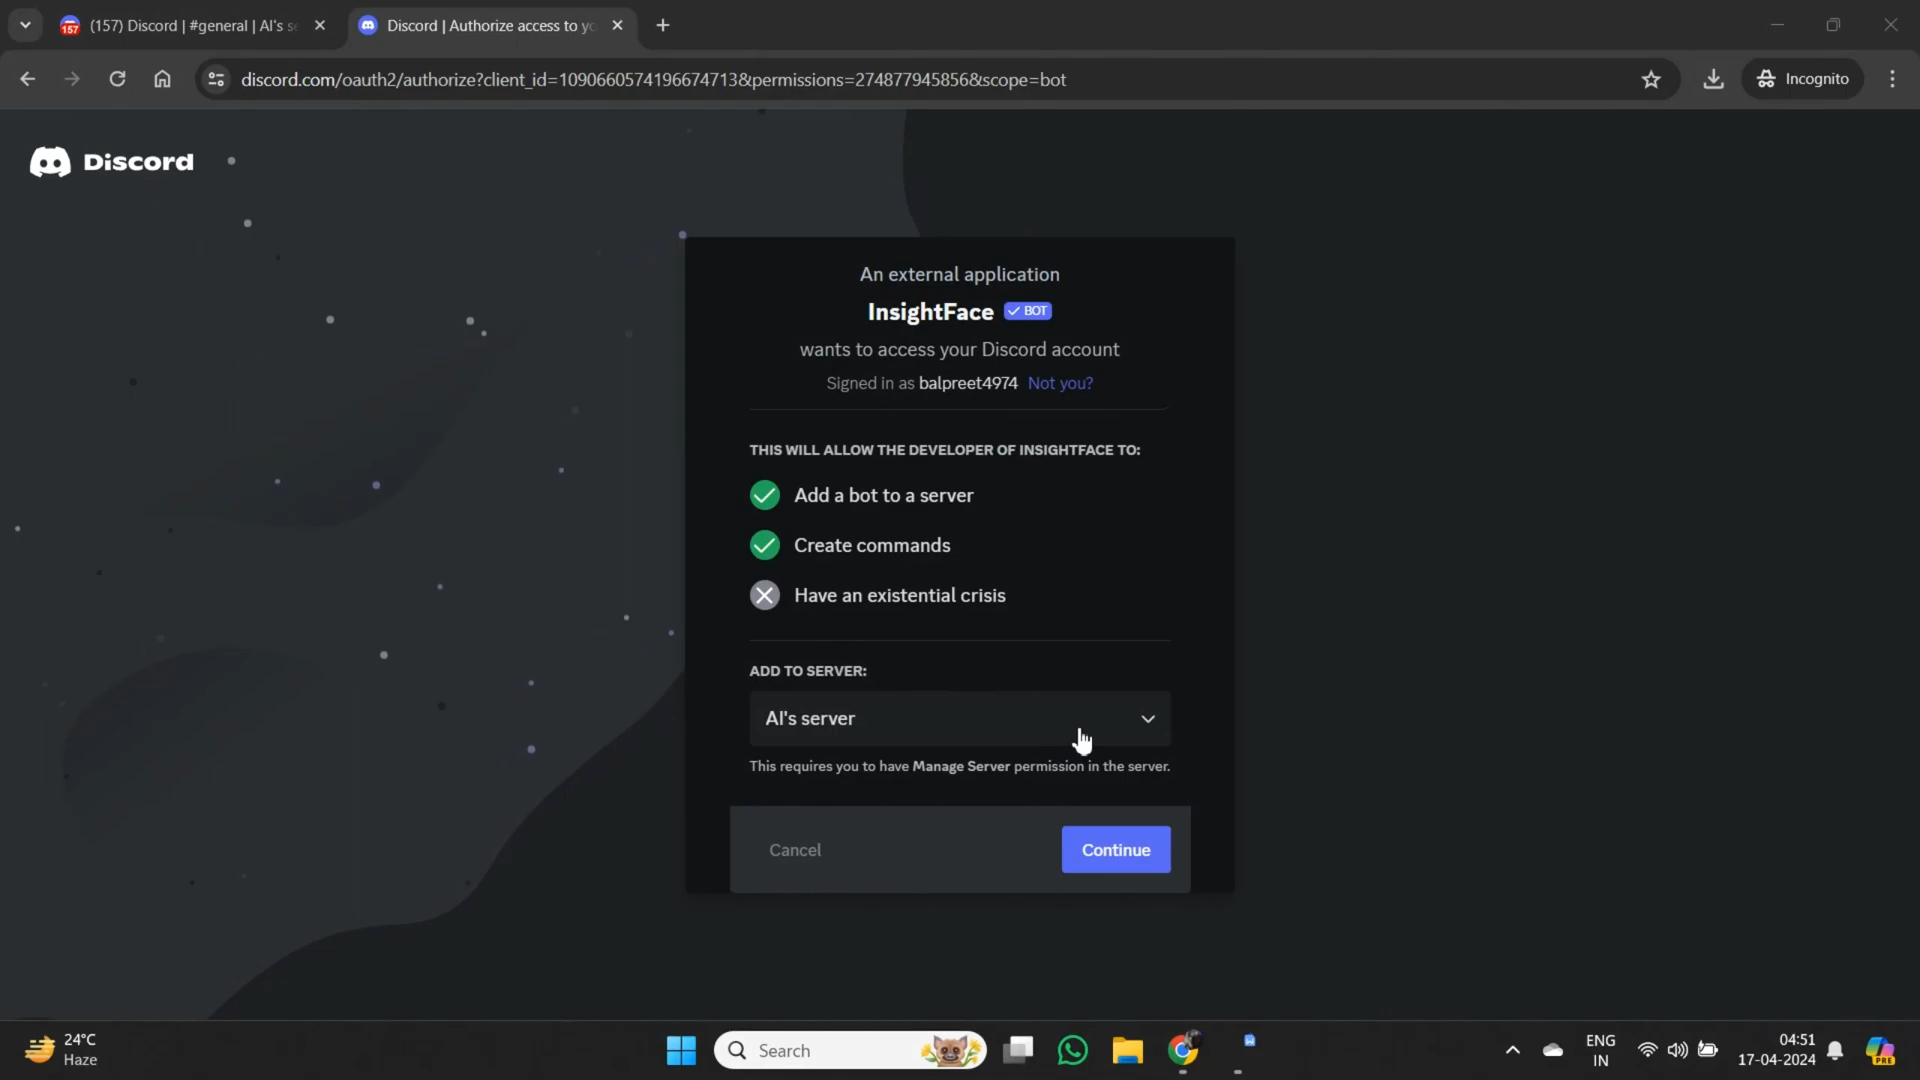 157
(157) Discord | #general | AI's se
Discord | Authorize access to yo
discord.com/oauth2/authorize?client_id=1090660574196674713&permissions=274877945856&scope=bot
Incognito
Discord
An external application
InsightFace BOT
wants to access your Discord account
Signed in as balpreet4974 Not you?
THIS WILL ALLOW THE DEVELOPER OF INSIGHTFACE TO:
Add a bot to a server
Create commands
Have an existential crisis
ADD TO SERVER:
AI's server
This requires you to have Manage Server permission in the server.
Cancel
Continue
24°C
Haze
Search
ENG
IN
04:51
17-04-2024
PRE